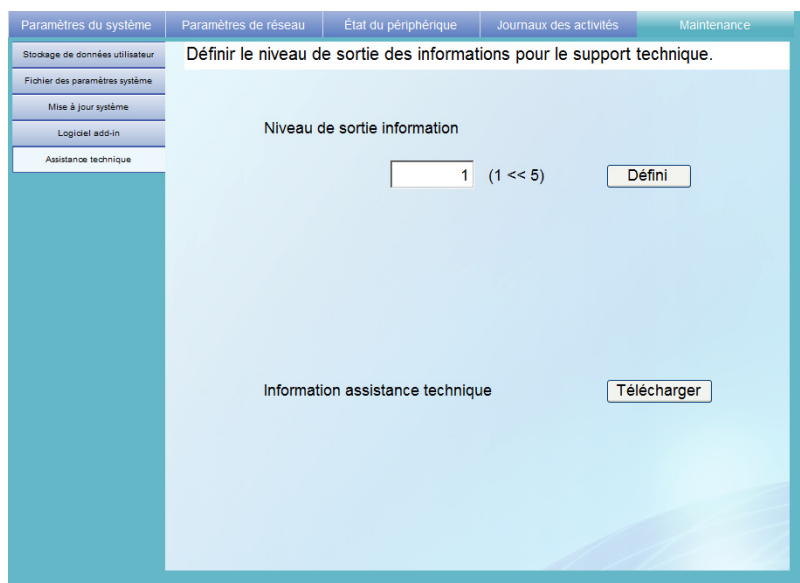 Paramètres du système Paramètres de réseau État du périphérique Journaux des activités Maintenance
Stockage de données utilisateur
Fichier des paramètres système
Mise à jour système
Logiciel add-in
Assistance technique
Définir le niveau de sortie des informations pour le support technique.
Niveau de sortie information
1 (1 << 5) Défini
Information assistance technique Télécharger